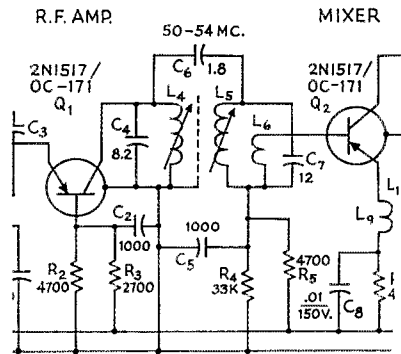 R.F. AMP.
MIXER
50-54 MC.
C6
1.8
2N1517/
OC-171
Q1
2N1517/
OC-171
Q2
L4
L5
L6
C3
C4
8.2
C7
12
C2
1000
1000
C5
L9
R2
4700
R3
2700
R4
33K
4700
R5
.01
150V.
C8